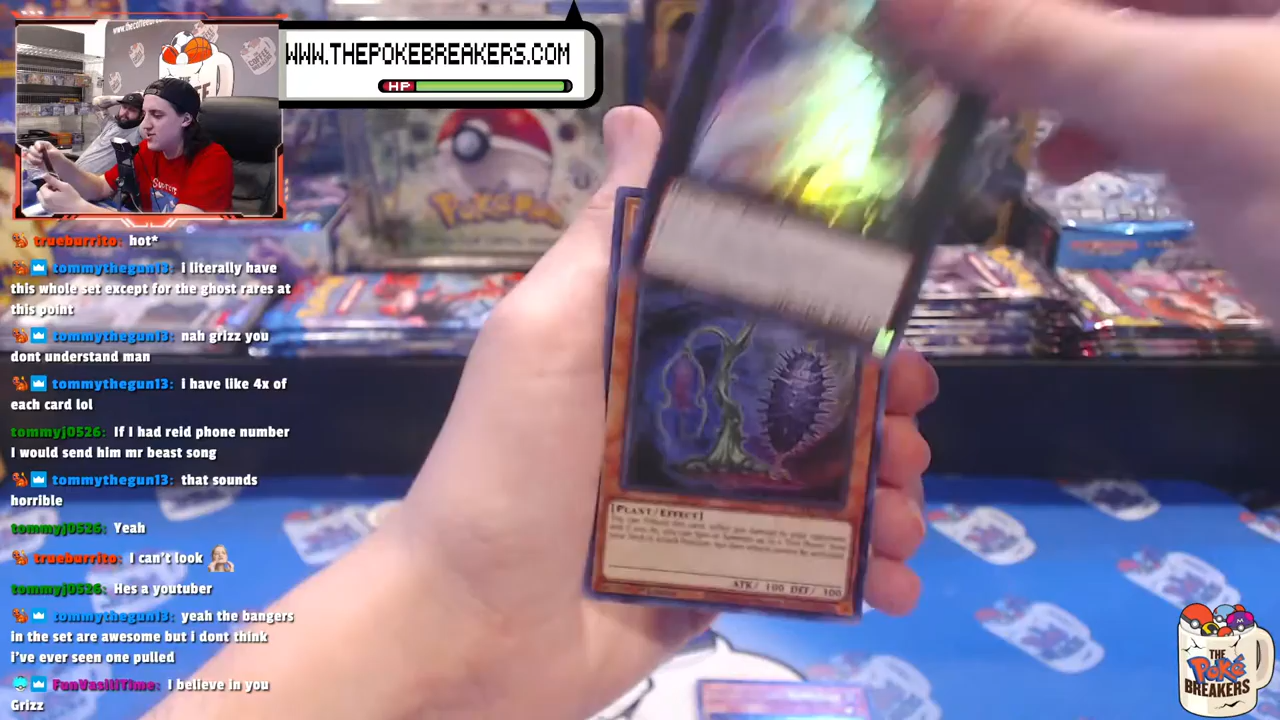 WWW.THEPOKEBREAKERS.COM
HP
trueburrito: hot*
tommythegun13: i literally have
this whole set except for the ghost rares at
this point
tommythegun13: nah grizz you
dont understand man
tommythegun13: i have like 4x of
each card lol
tommyj0526: If I had reid phone number
I would send him mr beast song
tommythegun13: that sounds
horrible
tommyj0526: Yeah
trueburrito: I can't look
tommyj0526: Hes a youtuber
tommythegun13: yeah the bangers
in the set are awesome but i dont think
i've ever seen one pulled
FunVasiliTime: I believe in you
Grizz
Pokémon
[PLANT/EFFECT]
ATK/ 100 DEF/ 100
THE
Poké
BREAKERS